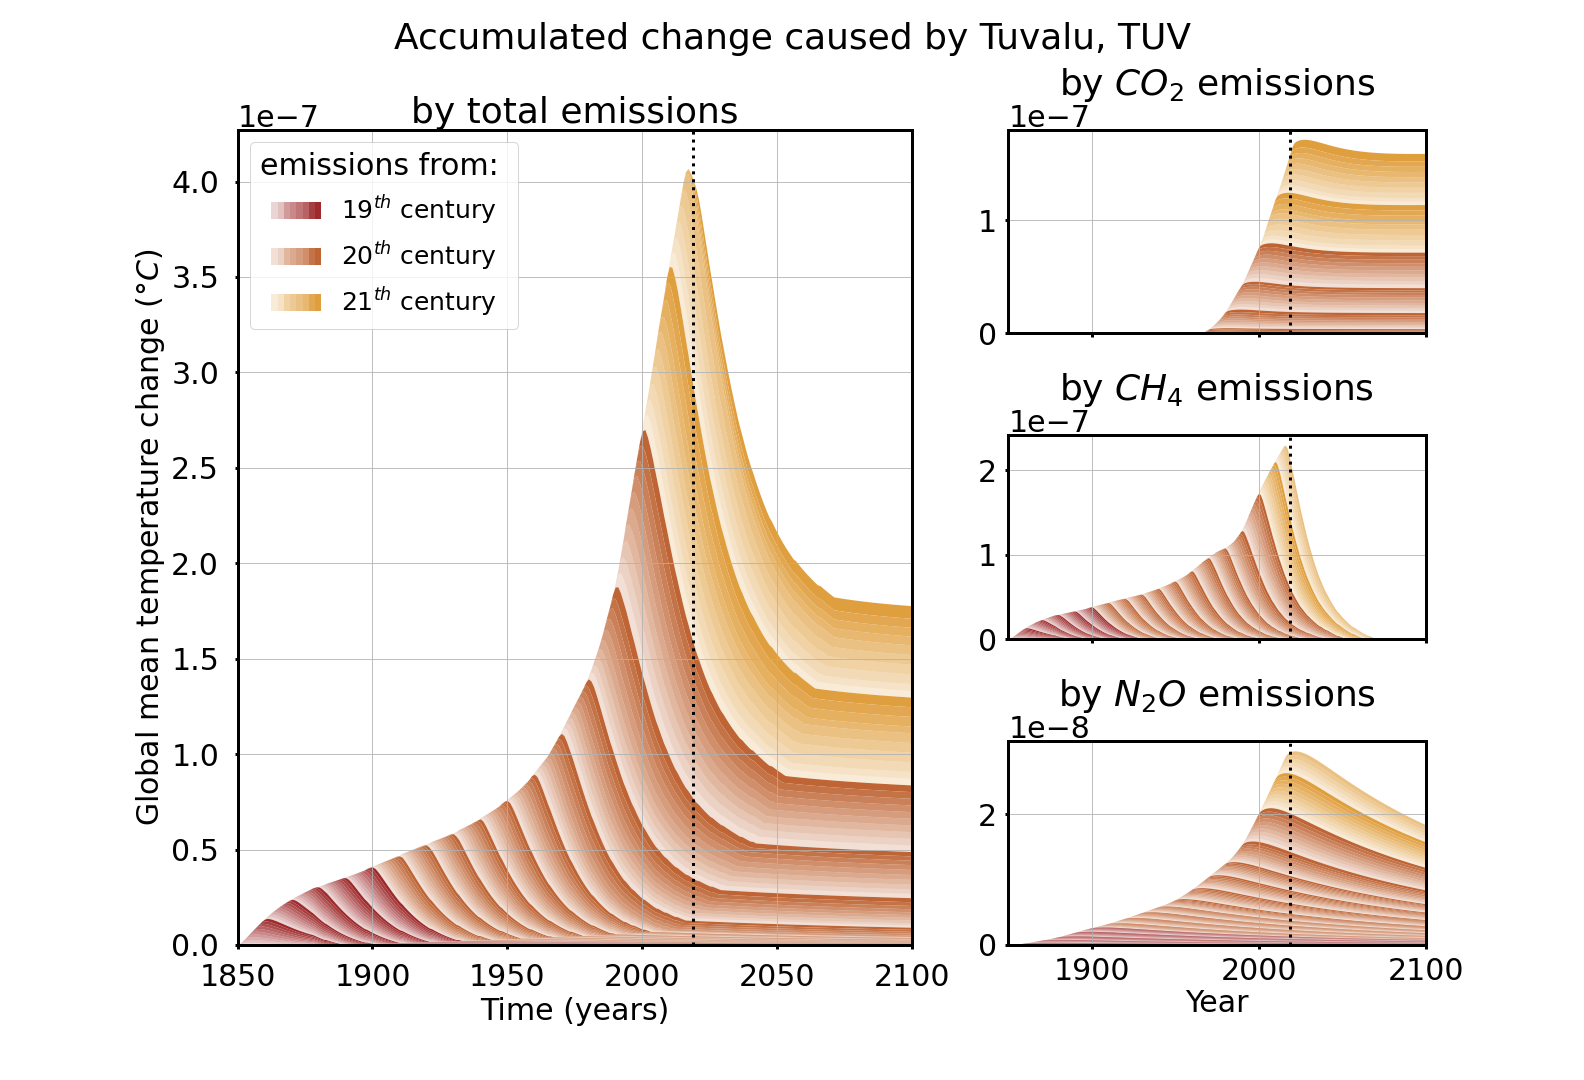 Accumulated change caused by Tuvalu, TUV
by total emissions
1e−7
emissions from:
19th century
20th century
21th century
Global mean temperature change (°C)
4.0
3.5
3.0
2.5
2.0
1.5
1.0
0.5
0.0
1850 1900 1950 2000 2050 2100
Time (years)
by CO2 emissions
1e−7
1
0
by CH4 emissions
1e−7
2
1
0
by N2O emissions
1e−8
2
0
1900 2000 2100
Year